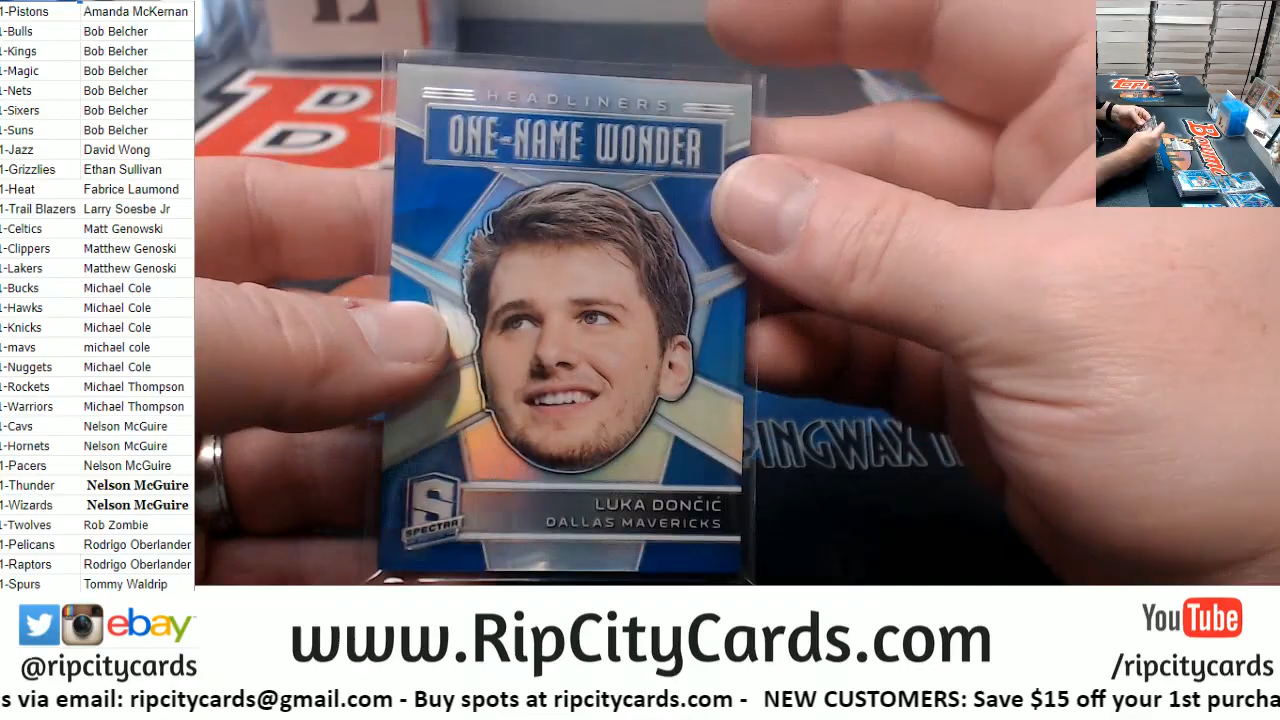 1-Pistons Amanda McKernan
1-Bulls Bob Belcher
1-Kings Bob Belcher
1-Magic Bob Belcher
1-Nets Bob Belcher
1-Sixers Bob Belcher
1-Suns Bob Belcher
1-Jazz David Wong
1-Grizzlies Ethan Sullivan
1-Heat Fabrice Laumond
1-Trail Blazers Larry Soesbe Jr
1-Celtics Matt Genowski
1-Clippers Matthew Genoski
1-Lakers Matthew Genoski
1-Bucks Michael Cole
1-Hawks Michael Cole
1-Knicks Michael Cole
1-mavs michael cole
1-Nuggets Michael Cole
1-Rockets Michael Thompson
1-Warriors Michael Thompson
1-Cavs Nelson McGuire
1-Hornets Nelson McGuire
1-Pacers Nelson McGuire
1-Thunder Nelson McGuire
1-Wizards Nelson McGuire
1-Twolves Rob Zombie
1-Pelicans Rodrigo Oberlander
1-Raptors Rodrigo Oberlander
1-Spurs Tommy Waldrip
HEADLINERS
ONE-NAME WONDER
LUKA DONČIĆ
DALLAS MAVERICKS
S
SPECTRA
PINGWAX
Topps
ebay
@ripcitycards
www.RipCityCards.com
YouTube
/ripcitycards
s via email: ripcitycards@gmail.com - Buy spots at ripcitycards.com - NEW CUSTOMERS: Save $15 off your 1st purcha